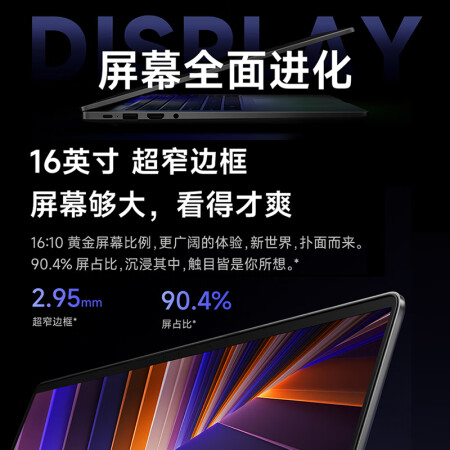 DISPLAY
屏幕全面进化
16英寸 超窄边框
屏幕够大，看得才爽
16:10 黄金屏幕比例，更广阔的体验，新世界，扑面而来。
90.4% 屏占比，沉浸其中，触目皆是你所想。*
2.95mm 90.4%
超窄边框* 屏占比*